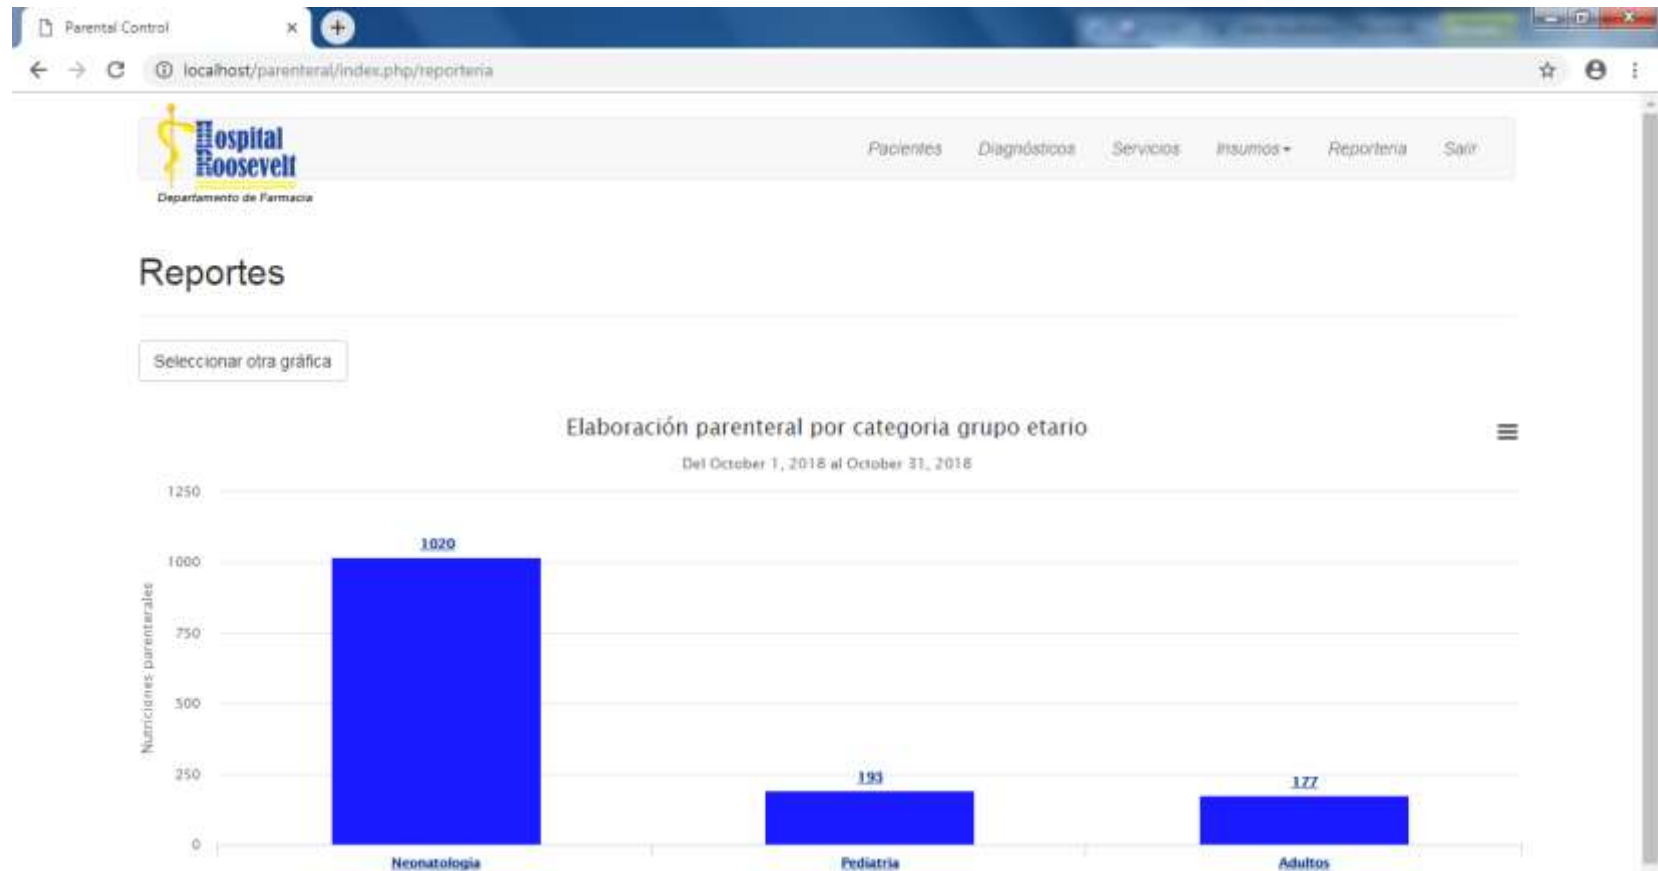 Parental Control
localhost/parenteral/index.php/reporteria
Hospital
Roosevelt
Departamento de Farmacia
Pacientes Diagnósticos Servicios Insumos Reporteria Salir
Reportes
Seleccionar otra gráfica
Elaboración parenteral por categoria grupo etario
Del October 1, 2018 al October 31, 2018
Nutriciones parenterales
1250
1000
750
500
250
0
1020
193
177
Neonatología
Pediatria
Adultos